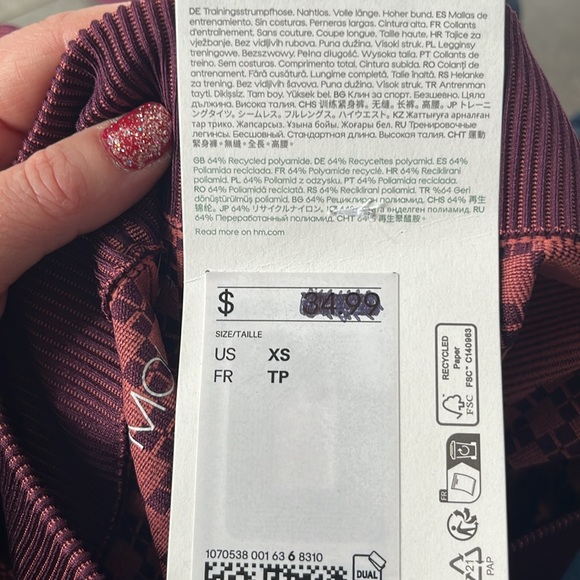 DE Trainingsstrumpfhose. Nahtlos. Volle länge. Hoher bund. ES Mallas de
entrenamiento. Sin costuras. Perneras largas. Cintura alta. FR Collants
d'entraînement. Sans couture. Coupe longue. Taille haute. HR Tajice za
vježbanje. Bez vidljivih rubova. Puna dužina. Visoki struk. PL Legginsy
treningowe. Bezszwowy. Pełna długość. Wysoka talia. PT Collants de
treino. Sem costuras. Comprimento total. Cintura subida. RO Colanți de
antrenament. Fără cusătură. Lungime completă. Talie înaltă. RS Helanke
za trening. Bez vidljivih šavova. Puna dužina. Visok struk. TR Antrenman
taytı. Dikişsiz. Tam boy. Yüksek bel. BG Клин за спорт. Безшевно. Цяла
дължина. Висока талия. CHS 训练紧身裤。无缝。长裤。高腰。JP トレーニ
ングタイツ。シームレス。フルレングス。ハイウエスト。KZ Жаттығуға арналған
тар трико. Жапсарсыз. Ұзына бойы. Жоғары бел. RU Тренировочные
легинсы. Бесшовный. Стандартная длина. Высокая талия. CHT 運動
緊身褲。無縫。全長。高腰。
GB 64% Recycled polyamide. DE 64% Recyceltes polyamid. ES 64%
Poliamida reciclada. FR 64% Polyamide recyclé. HR 64% Reciklirani
poliamid. PL 64% Poliamid z odzysku. PT 64% Poliamida reciclada.
RO 64% Poliamidă reciclată. RS 64% Reciklirani poliamid. TR %64 Geri
dönüştürülmüş poliamid. BG 64% Рециклиран полиамид. CHS 64% 再生
锦纶。JP 64% リサイクルナイロン。 өнделген полиамид. RU
64% Переработанный полиамид. CHT 64% 再生聚醯胺。
Read more on hm.com
$ 34.99
SIZE/TAILLE
US XS
FR TP
1070538 001 63 6 8310
DUAL
MO
RECYCLED
Paper
FSC™ C140963
FSC
FR
21
PAP